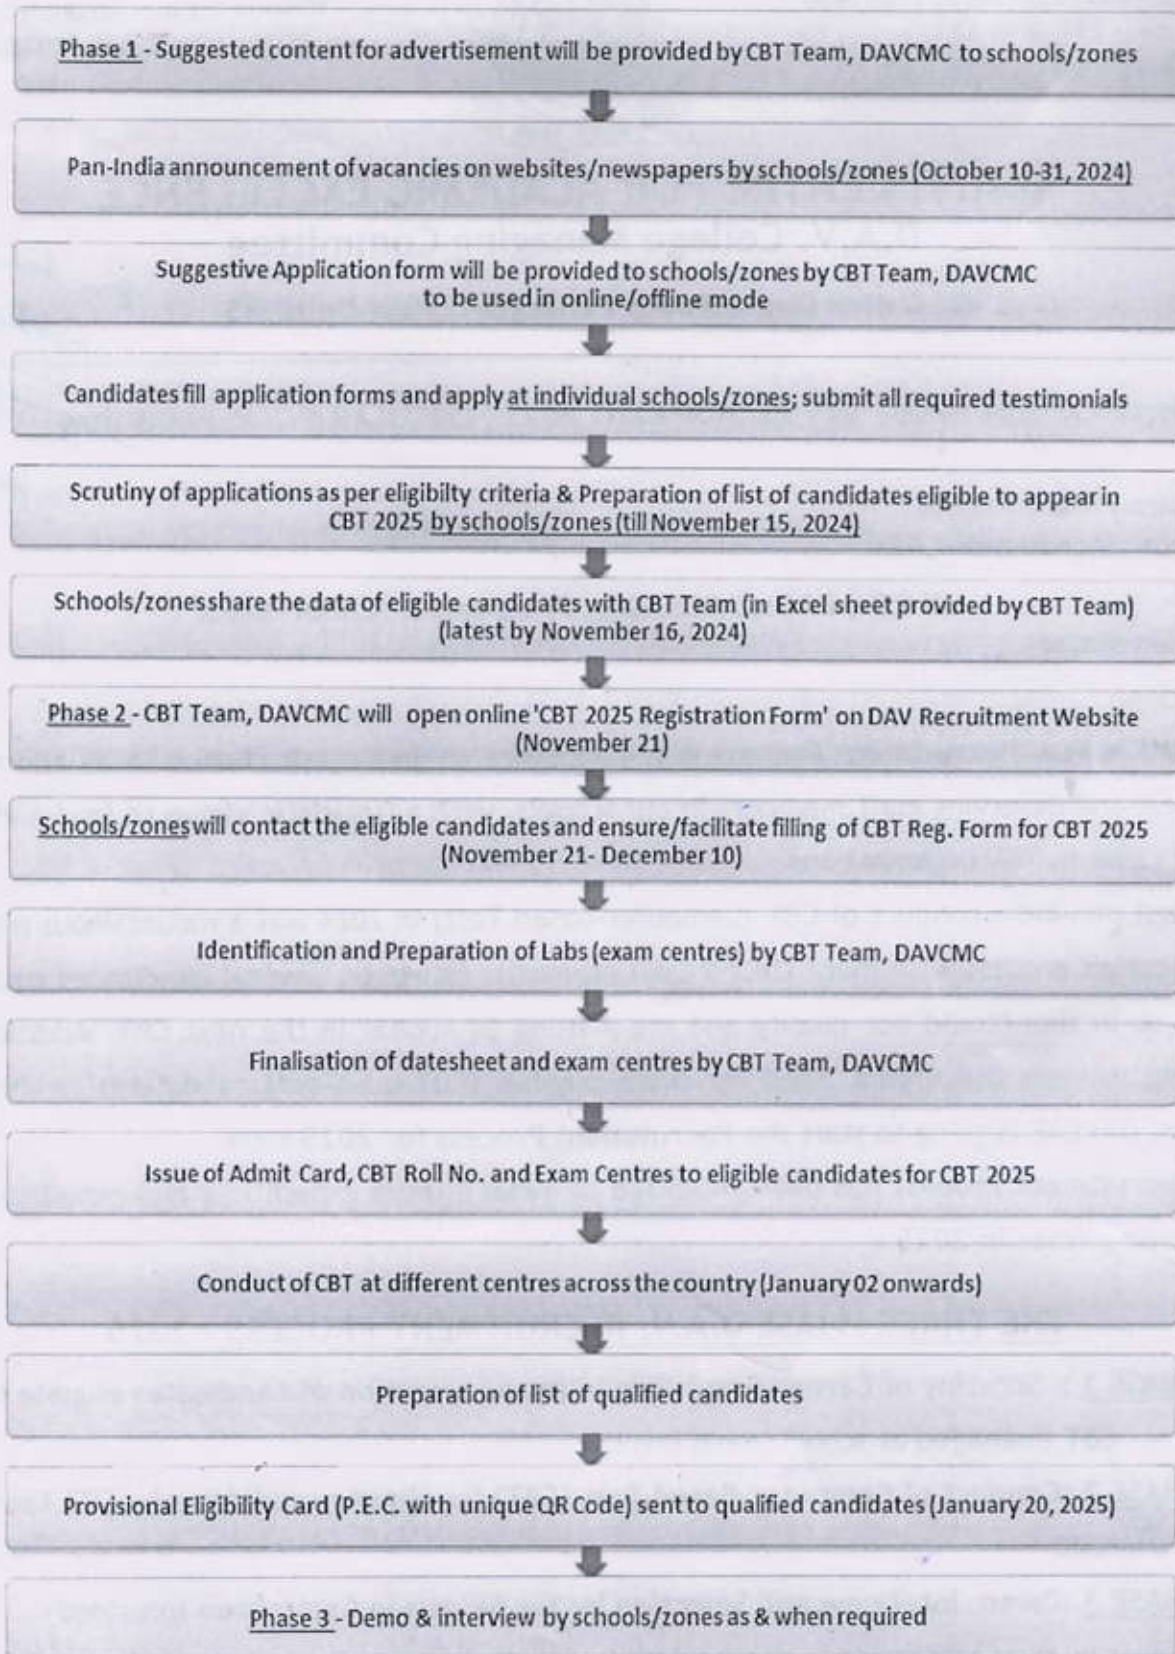 Phase 1 - Suggested content for advertisement will be provided by CBT Team, DAVCMC to schools/zones
Pan-India announcement of vacancies on websites/newspapers by schools/zones (October 10-31, 2024)
Suggestive Application form will be provided to schools/zones by CBT Team, DAVCMC
to be used in online/offline mode
Candidates fill application forms and apply at individual schools/zones; submit all required testimonials
Scrutiny of applications as per eligibilty criteria & Preparation of list of candidates eligible to appear in
CBT 2025 by schools/zones (till November 15, 2024)
Schools/zones share the data of eligible candidates with CBT Team (in Excel sheet provided by CBT Team)
(latest by November 16, 2024)
Phase 2 - CBT Team, DAVCMC will open online 'CBT 2025 Registration Form' on DAV Recruitment Website
(November 21)
Schools/zones will contact the eligible candidates and ensure/facilitate filling of CBT Reg. Form for CBT 2025
(November 21- December 10)
Identification and Preparation of Labs (exam centres) by CBT Team, DAVCMC
Finalisation of datesheet and exam centres by CBT Team, DAVCMC
Issue of Admit Card, CBT Roll No. and Exam Centres to eligible candidates for CBT 2025
Conduct of CBT at different centres across the country (January 02 onwards)
Preparation of list of qualified candidates
Provisional Eligibility Card (P.E.C. with unique QR Code) sent to qualified candidates (January 20, 2025)
Phase 3 - Demo & interview by schools/zones as & when required